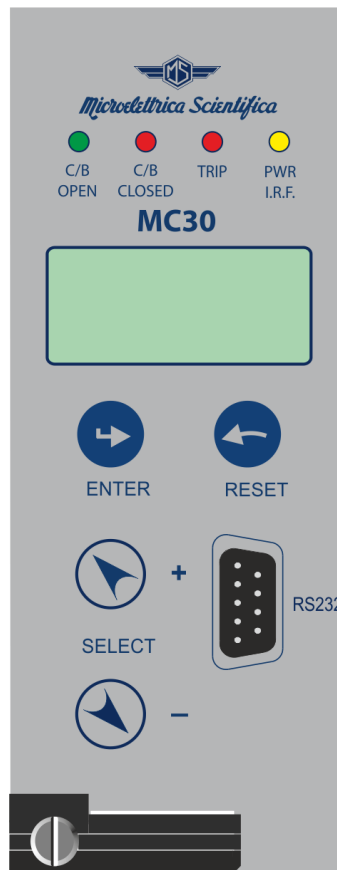 MS
Microelettrica Scientifica
C/B OPEN
C/B CLOSED
TRIP
PWR I.R.F.
MC30
ENTER
RESET
+
RS232
SELECT
–